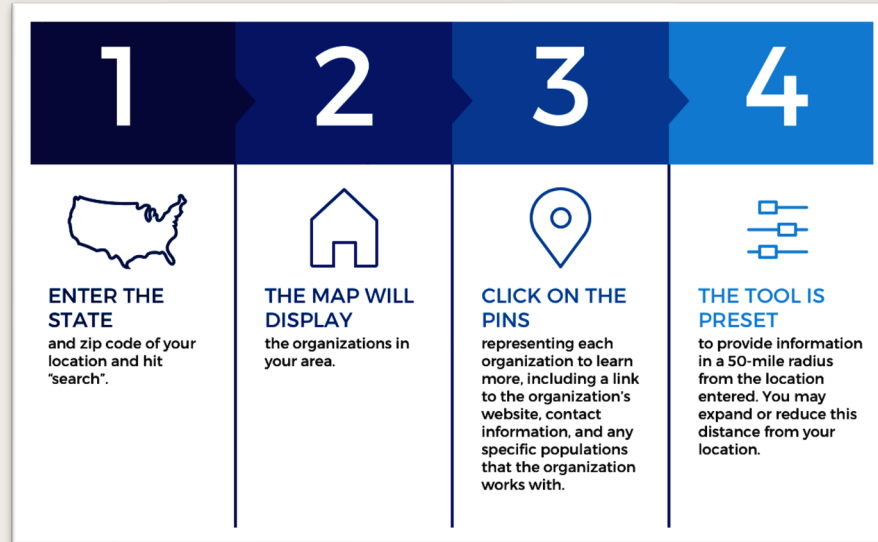 1
2
3
4
ENTER THE
STATE
and zip code of your
location and hit
“search”.
THE MAP WILL
DISPLAY
the organizations in
your area.
CLICK ON THE
PINS
representing each
organization to learn
more, including a link
to the organization's
website, contact
information, and any
specific populations
that the organization
works with.
THE TOOL IS
PRESET
to provide information
in a 50-mile radius
from the location
entered. You may
expand or reduce this
distance from your
location.